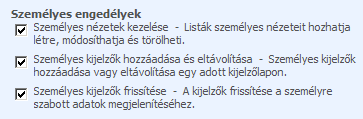 Személyes engedélyek
Személyes nézetek kezelése - Listák személyes nézeteit hozhatja
létre, módosíthatja és törölheti.
Személyes kijelzők hozzáadása és eltávolítása - Személyes kijelzők
hozzáadása vagy eltávolítása egy adott kijelzőlapon.
Személyes kijelzők frissítése - A kijelzők frissítése a személyre
szabott adatok megjelenítéséhez.